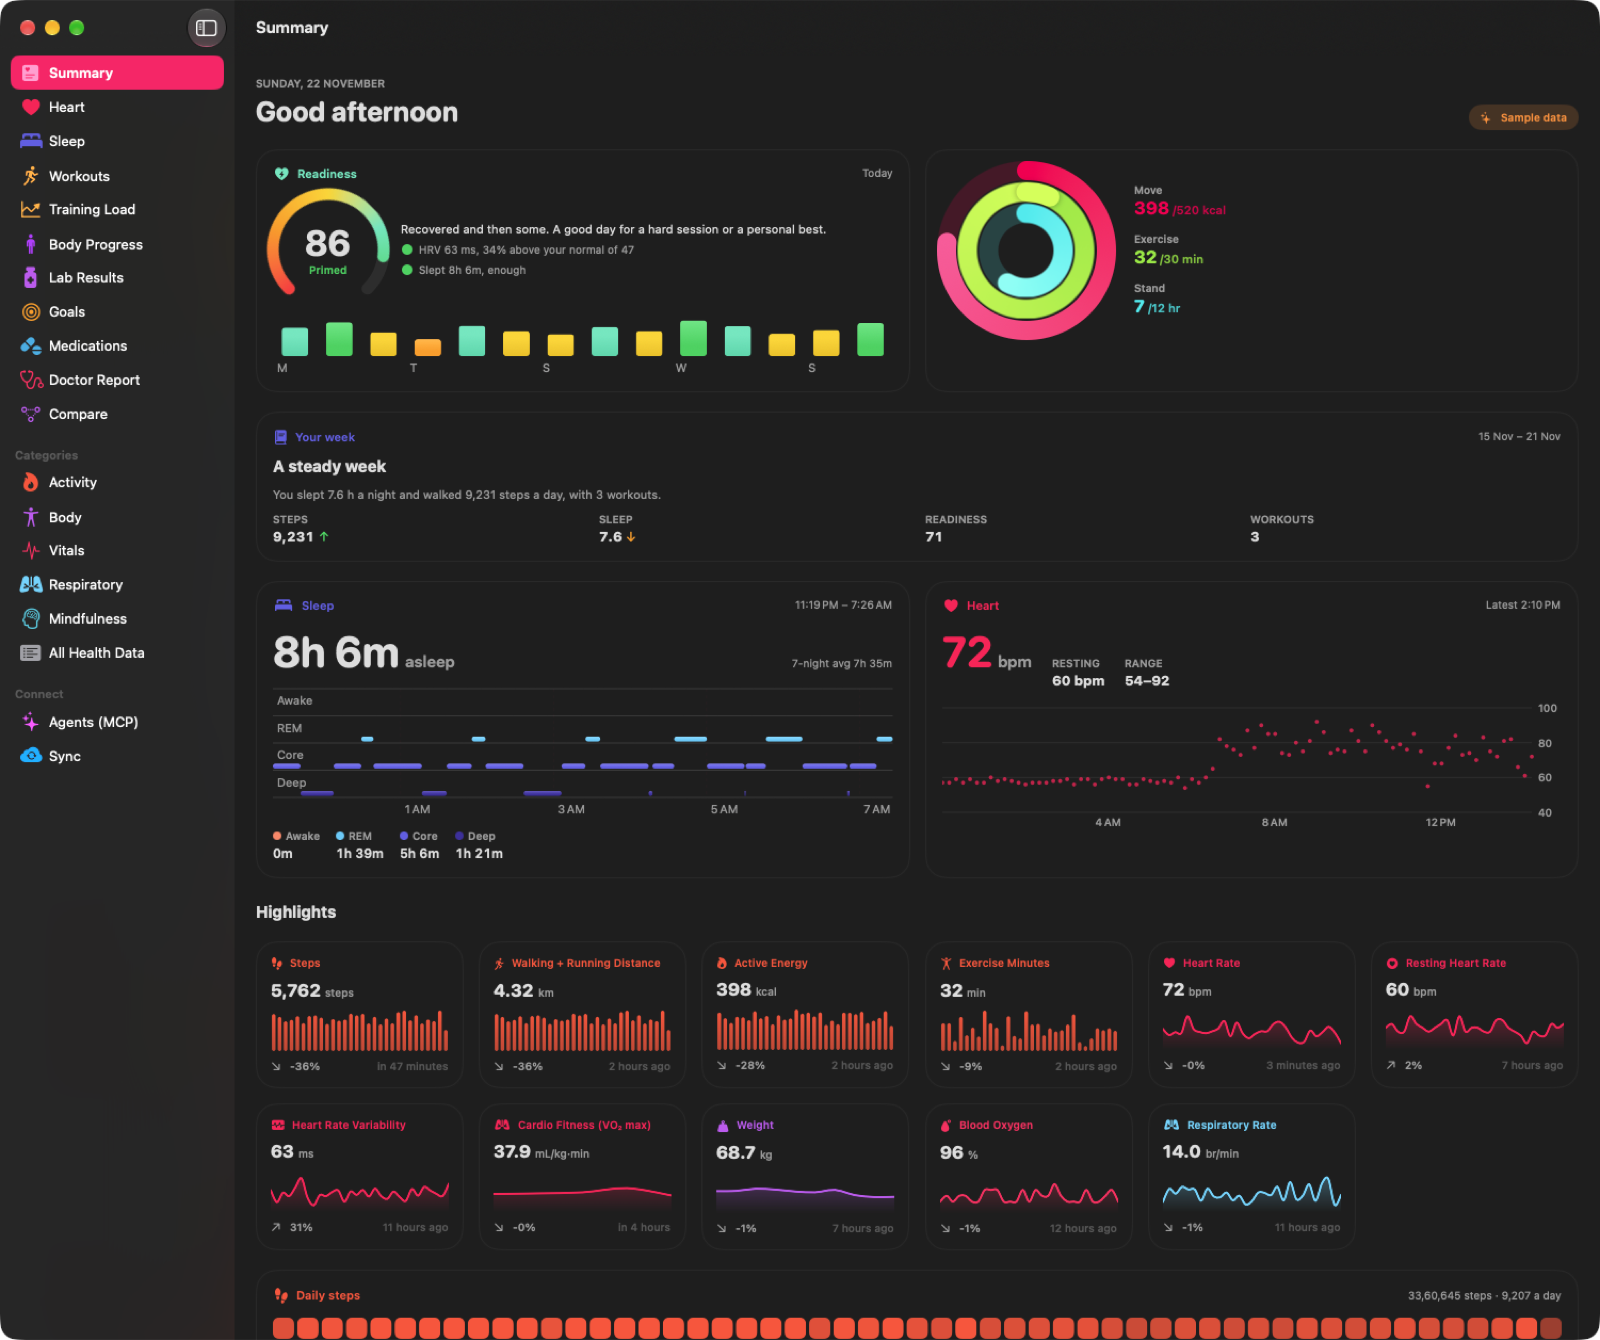 Summary
Heart
Sleep
Workouts
Training Load
Body Progress
Lab Results
Goals
Medications
Doctor Report
Compare
Categories
Activity
Body
Vitals
Respiratory
Mindfulness
All Health Data
Connect
Agents (MCP)
Sync
Summary
SUNDAY, 22 NOVEMBER
Good afternoon
Sample data
Readiness
Today
86
Primed
Recovered and then some. A good day for a hard session or a personal best.
HRV 63 ms, 34% above your normal of 47
Slept 8h 6m, enough
M T S W S
Move
398 /520 kcal
Exercise
32 /30 min
Stand
7 /12 hr
Your week
15 Nov – 21 Nov
A steady week
You slept 7.6 h a night and walked 9,231 steps a day, with 3 workouts.
STEPS
9,231 ↑
SLEEP
7.6 ↓
READINESS
71
WORKOUTS
3
Sleep
11:19 PM – 7:26 AM
8h 6m asleep
7-night avg 7h 35m
Awake
REM
Core
Deep
1 AM 3 AM 5 AM 7 AM
Awake REM Core Deep
0m 1h 39m 5h 6m 1h 21m
Heart
Latest 2:10 PM
72 bpm
RESTING
60 bpm
RANGE
54–92
100
80
60
40
4 AM 8 AM 12 PM
Highlights
Steps
5,762 steps
-36% in 47 minutes
Walking + Running Distance
4.32 km
-36% 2 hours ago
Active Energy
398 kcal
-28% 2 hours ago
Exercise Minutes
32 min
-9% 2 hours ago
Heart Rate
72 bpm
-0% 3 minutes ago
Resting Heart Rate
60 bpm
2% 7 hours ago
Heart Rate Variability
63 ms
31% 11 hours ago
Cardio Fitness (VO₂ max)
37.9 mL/kg·min
-0% in 4 hours
Weight
68.7 kg
-1% 7 hours ago
Blood Oxygen
96 %
-1% 12 hours ago
Respiratory Rate
14.0 br/min
-1% 11 hours ago
Daily steps
33,60,645 steps · 9,207 a day